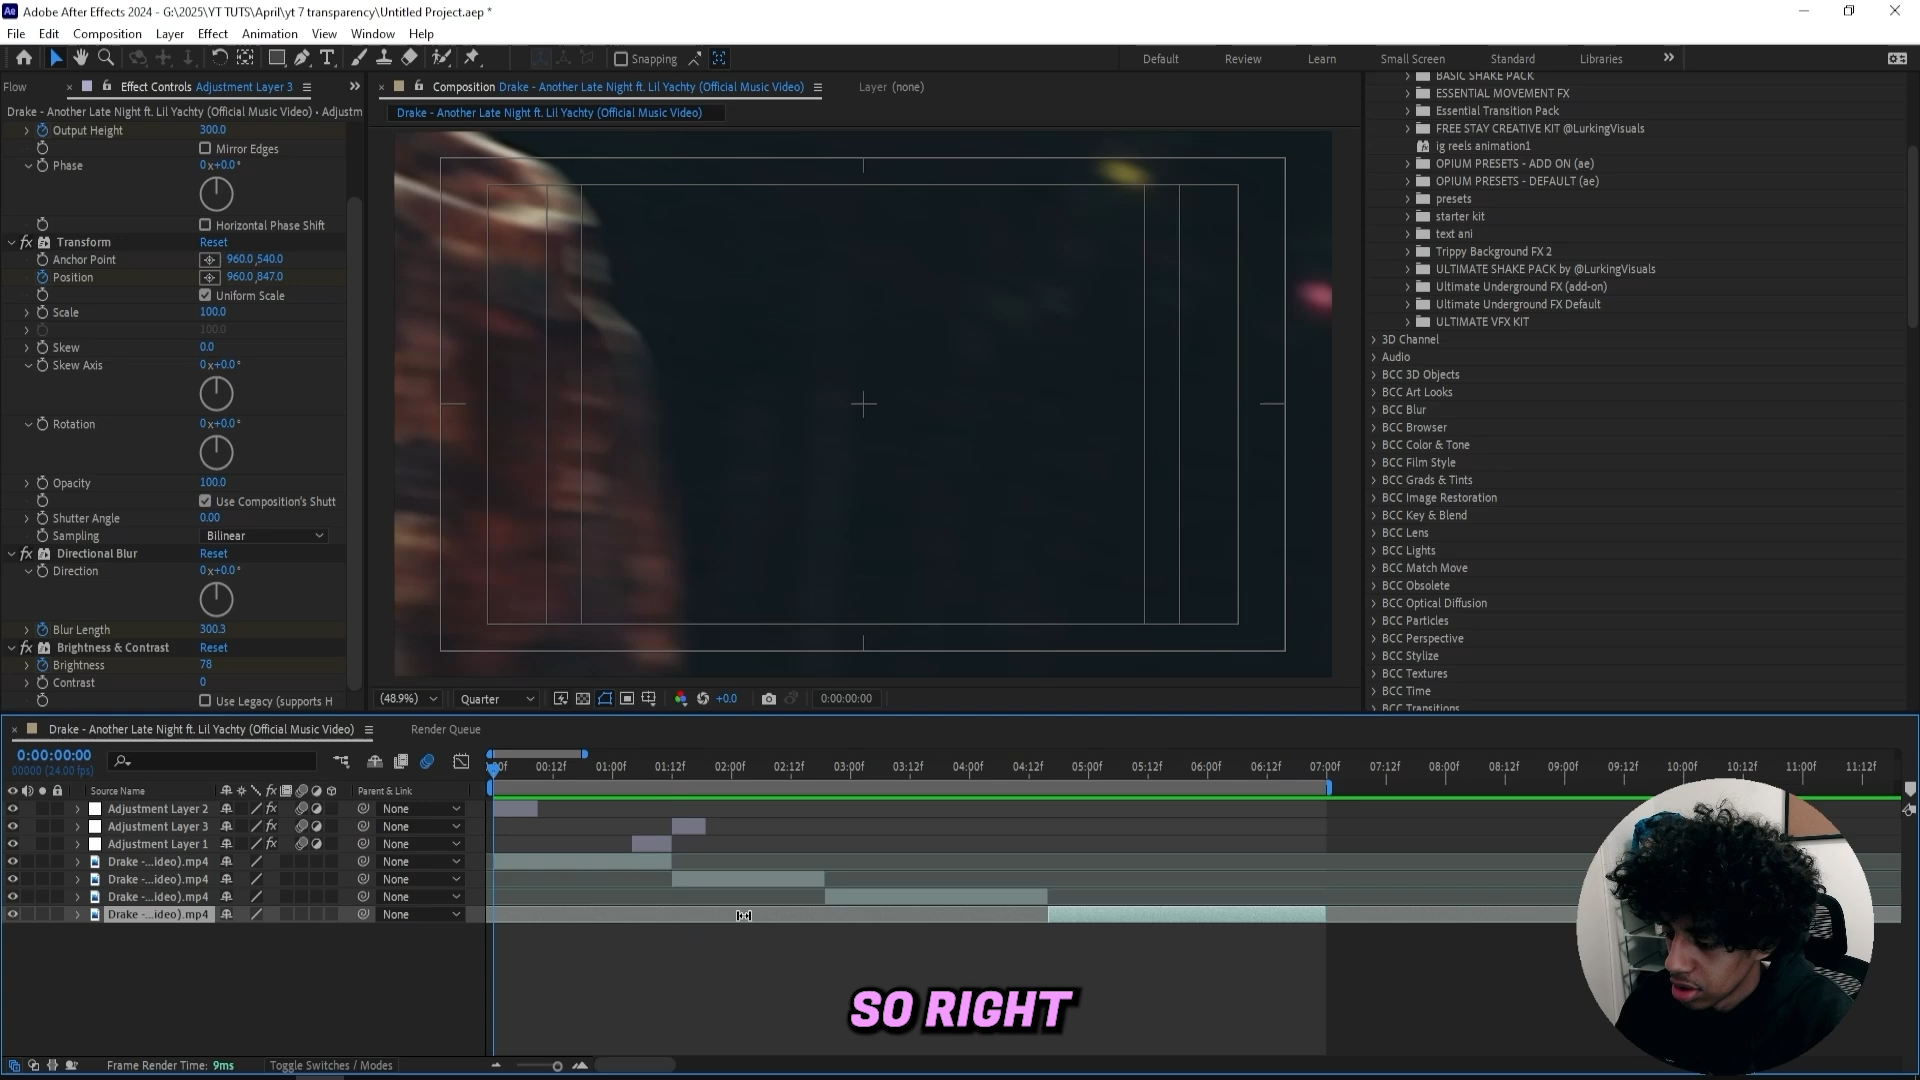 Adobe After Effects 2024 - G:\2025\YT TUTS\April\yt 7 transparency\Untitled Project.aep *
File Edit Composition Layer Effect Animation View Window Help
Snapping
Default Review Learn Small Screen Standard Libraries
Flow
Effect Controls Adjustment Layer 3
Drake - Another Late Night ft. Lil Yachty (Official Music Video) • Adjustm
Output Height 300.0
Mirror Edges
Phase 0x+0.0°
Horizontal Phase Shift
fx Transform Reset
Anchor Point 960.0,540.0
Position 960.0,847.0
Uniform Scale
Scale 100.0
100.0
Skew 0.0
Skew Axis 0x+0.0°
Rotation 0x+0.0°
Opacity 100.0
Use Composition's Shutt
Shutter Angle 0.00
Sampling Bilinear
fx Directional Blur Reset
Direction 0x+0.0°
Blur Length 300.3
fx Brightness & Contrast Reset
Brightness 78
Contrast 0
Use Legacy (supports H
Composition Drake - Another Late Night ft. Lil Yachty (Official Music Video)
Layer (none)
Drake - Another Late Night ft. Lil Yachty (Official Music Video)
(48.9%) Quarter +0.0 0:00:00:00
BASIC SHAKE PACK
ESSENTIAL MOVEMENT FX
Essential Transition Pack
FREE STAY CREATIVE KIT @LurkingVisuals
ig reels animation1
OPIUM PRESETS - ADD ON (ae)
OPIUM PRESETS - DEFAULT (ae)
presets
starter kit
text ani
Trippy Background FX 2
ULTIMATE SHAKE PACK by @LurkingVisuals
Ultimate Underground FX (add-on)
Ultimate Underground FX Default
ULTIMATE VFX KIT
3D Channel
Audio
BCC 3D Objects
BCC Art Looks
BCC Blur
BCC Browser
BCC Color & Tone
BCC Film Style
BCC Grads & Tints
BCC Image Restoration
BCC Key & Blend
BCC Lens
BCC Lights
BCC Match Move
BCC Obsolete
BCC Optical Diffusion
BCC Particles
BCC Perspective
BCC Stylize
BCC Textures
BCC Time
BCC Transitions
Drake - Another Late Night ft. Lil Yachty (Official Music Video)
Render Queue
0:00:00:00
00000 (24.00 fps)
00f 00:12f 01:00f 01:12f 02:00f 02:12f 03:00f 03:12f 04:00f 04:12f 05:00f 05:12f 06:00f 06:12f 07:00f 07:12f 08:00f 08:12f 09:00f 09:12f 10:00f 10:12f 11:00f 11:12f
Source Name fx Parent & Link
Adjustment Layer 2 fx None
Adjustment Layer 3 fx None
Adjustment Layer 1 fx None
Drake -...ideo).mp4 None
Drake -...ideo).mp4 None
Drake -...ideo).mp4 None
Drake -...ideo).mp4 None
SO RIGHT
Frame Render Time: 9ms
Toggle Switches / Modes